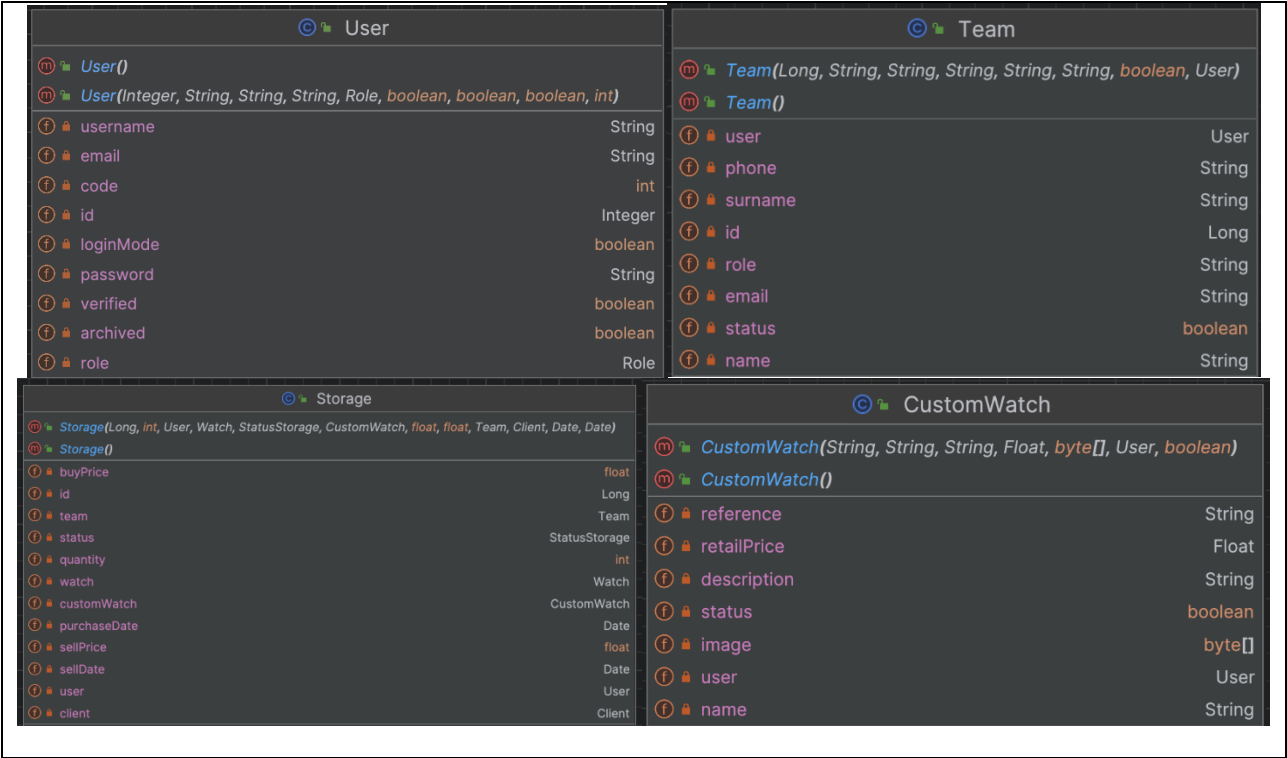 User
User()
User(Integer, String, String, String, Role, boolean, boolean, boolean, int)
username String
email String
code int
id Integer
loginMode boolean
password String
verified boolean
archived boolean
role Role
Team
Team(Long, String, String, String, String, String, boolean, User)
Team()
user User
phone String
surname String
id Long
role String
email String
status boolean
name String
Storage
Storage(Long, int, User, Watch, StatusStorage, CustomWatch, float, float, Team, Client, Date, Date)
Storage()
buyPrice float
id Long
team Team
status StatusStorage
quantity int
watch Watch
customWatch CustomWatch
purchaseDate Date
sellPrice float
sellDate Date
user User
client Client
CustomWatch
CustomWatch(String, String, String, Float, byte[], User, boolean)
CustomWatch()
reference String
retailPrice Float
description String
status boolean
image byte[]
user User
name String